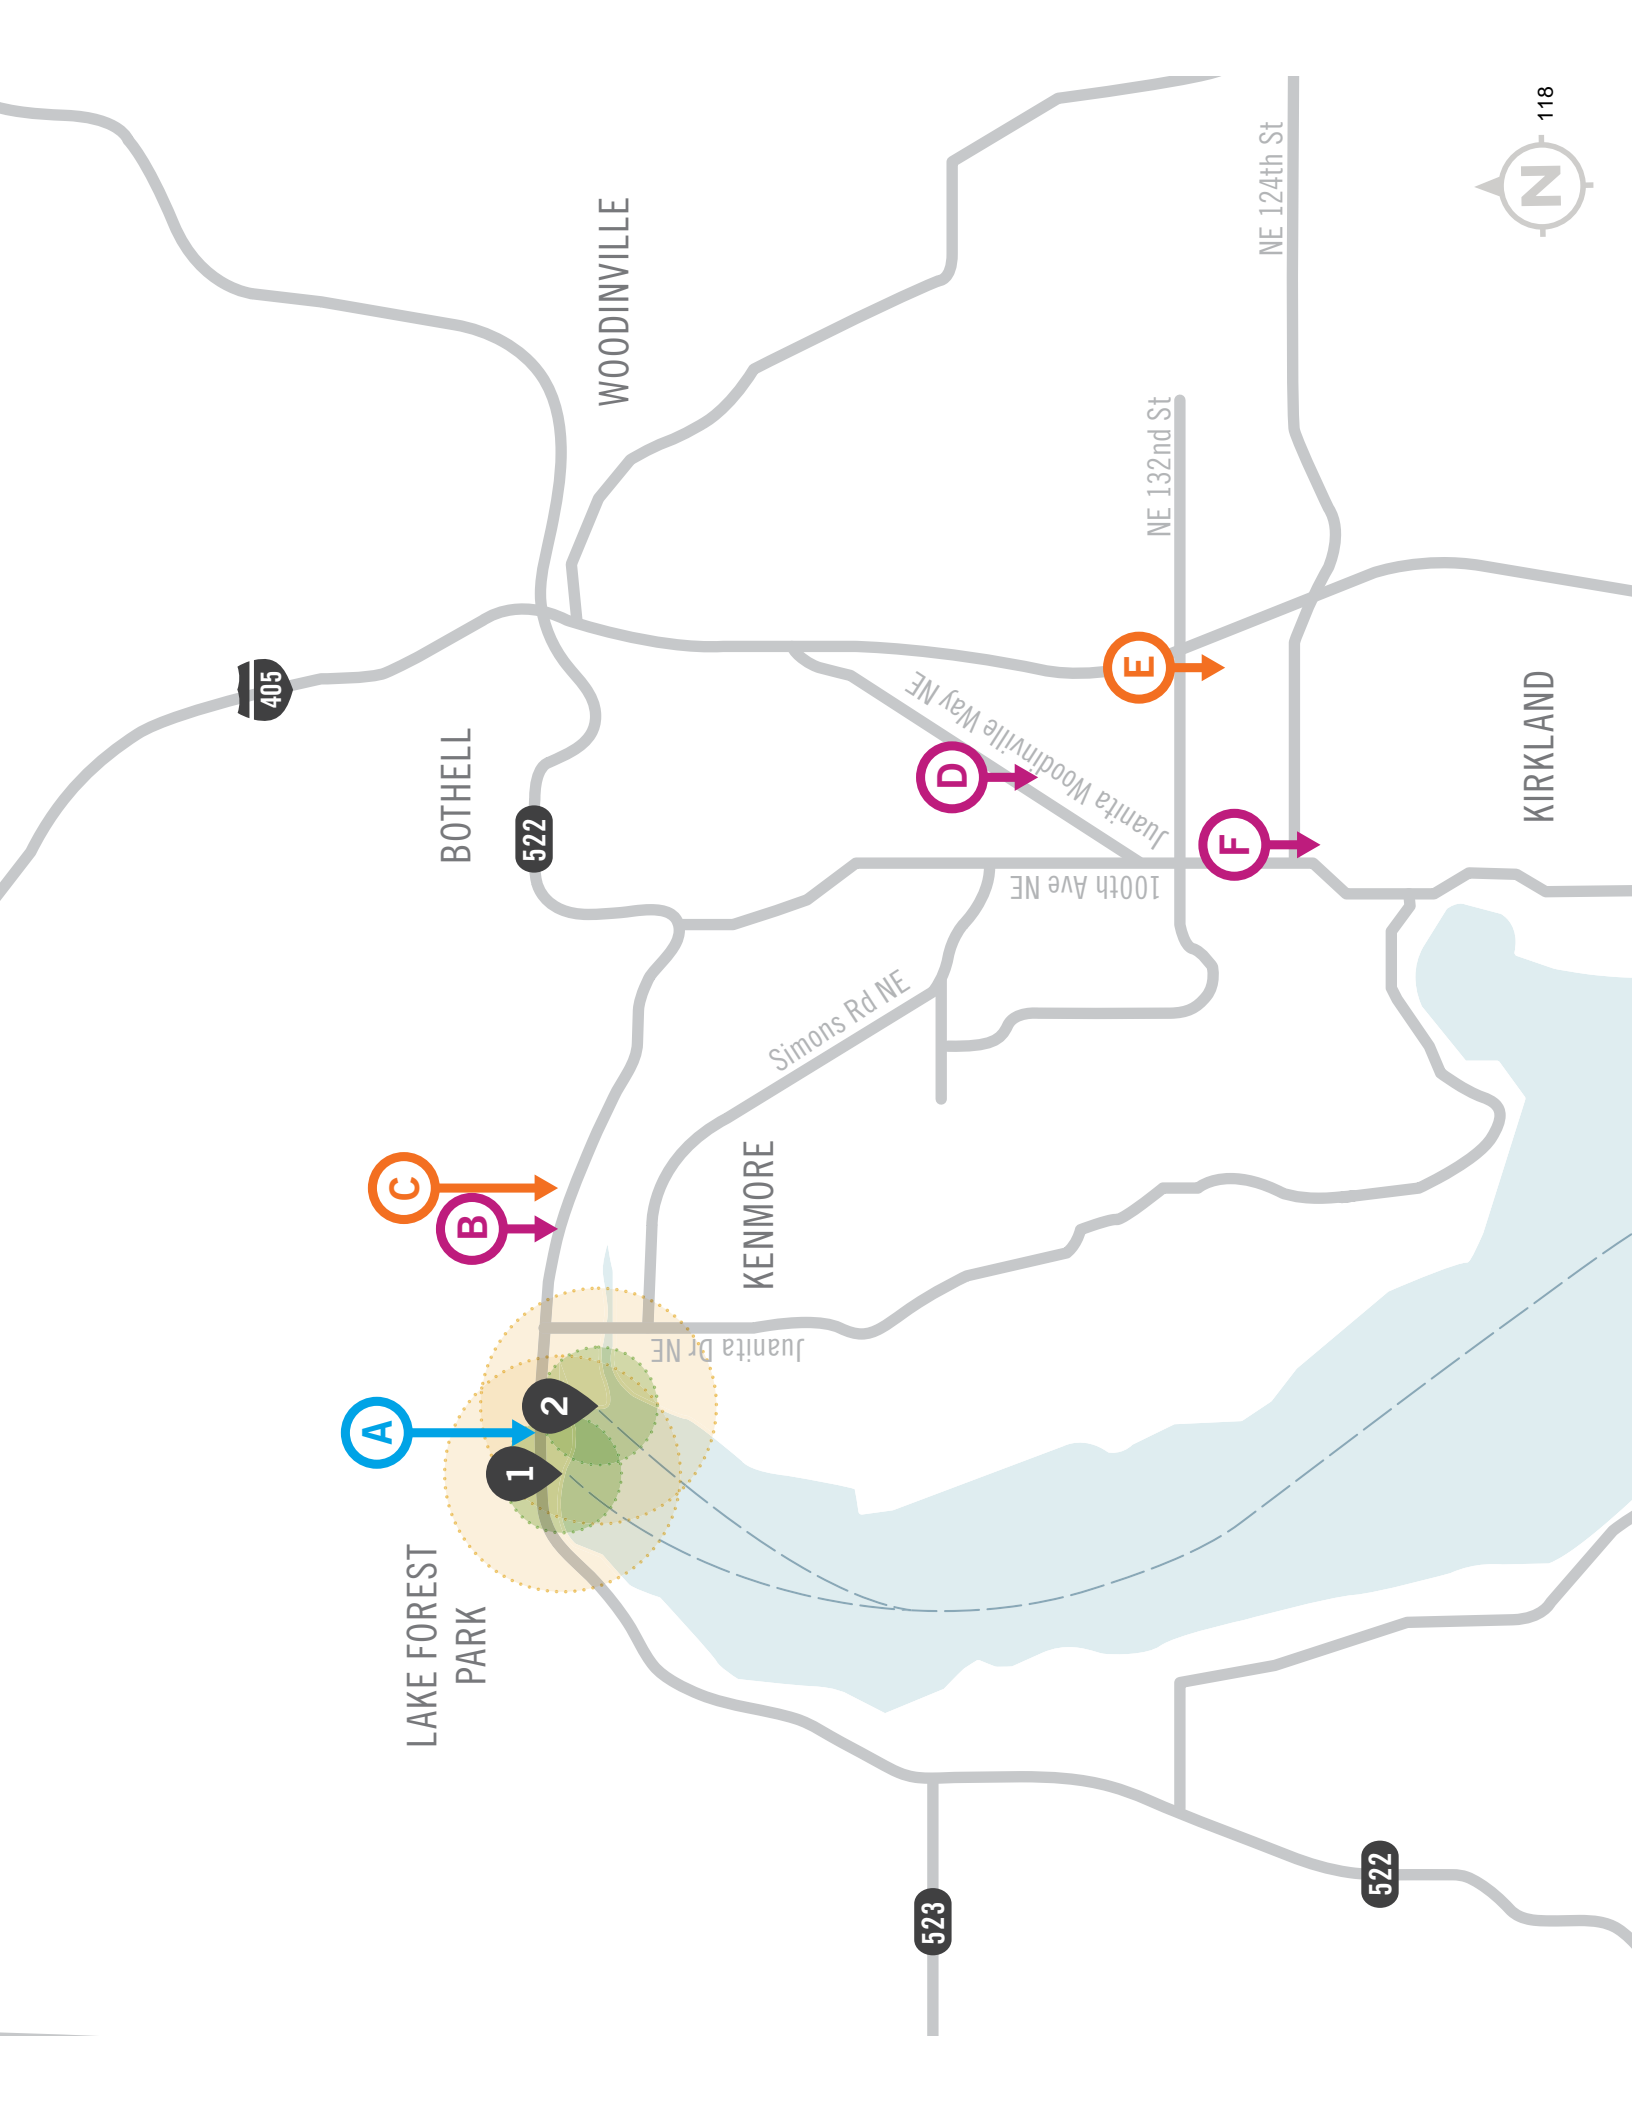 405
BOTHELL
WOODINVILLE
522
LAKE FOREST
PARK
A
B
C
1
2
KENMORE
Juanita Dr NE
Simons Rd NE
100th Ave NE
Juanita Woodinville Way NE
D
E
NE 132nd St
F
NE 124th St
523
522
KIRKLAND
N
118